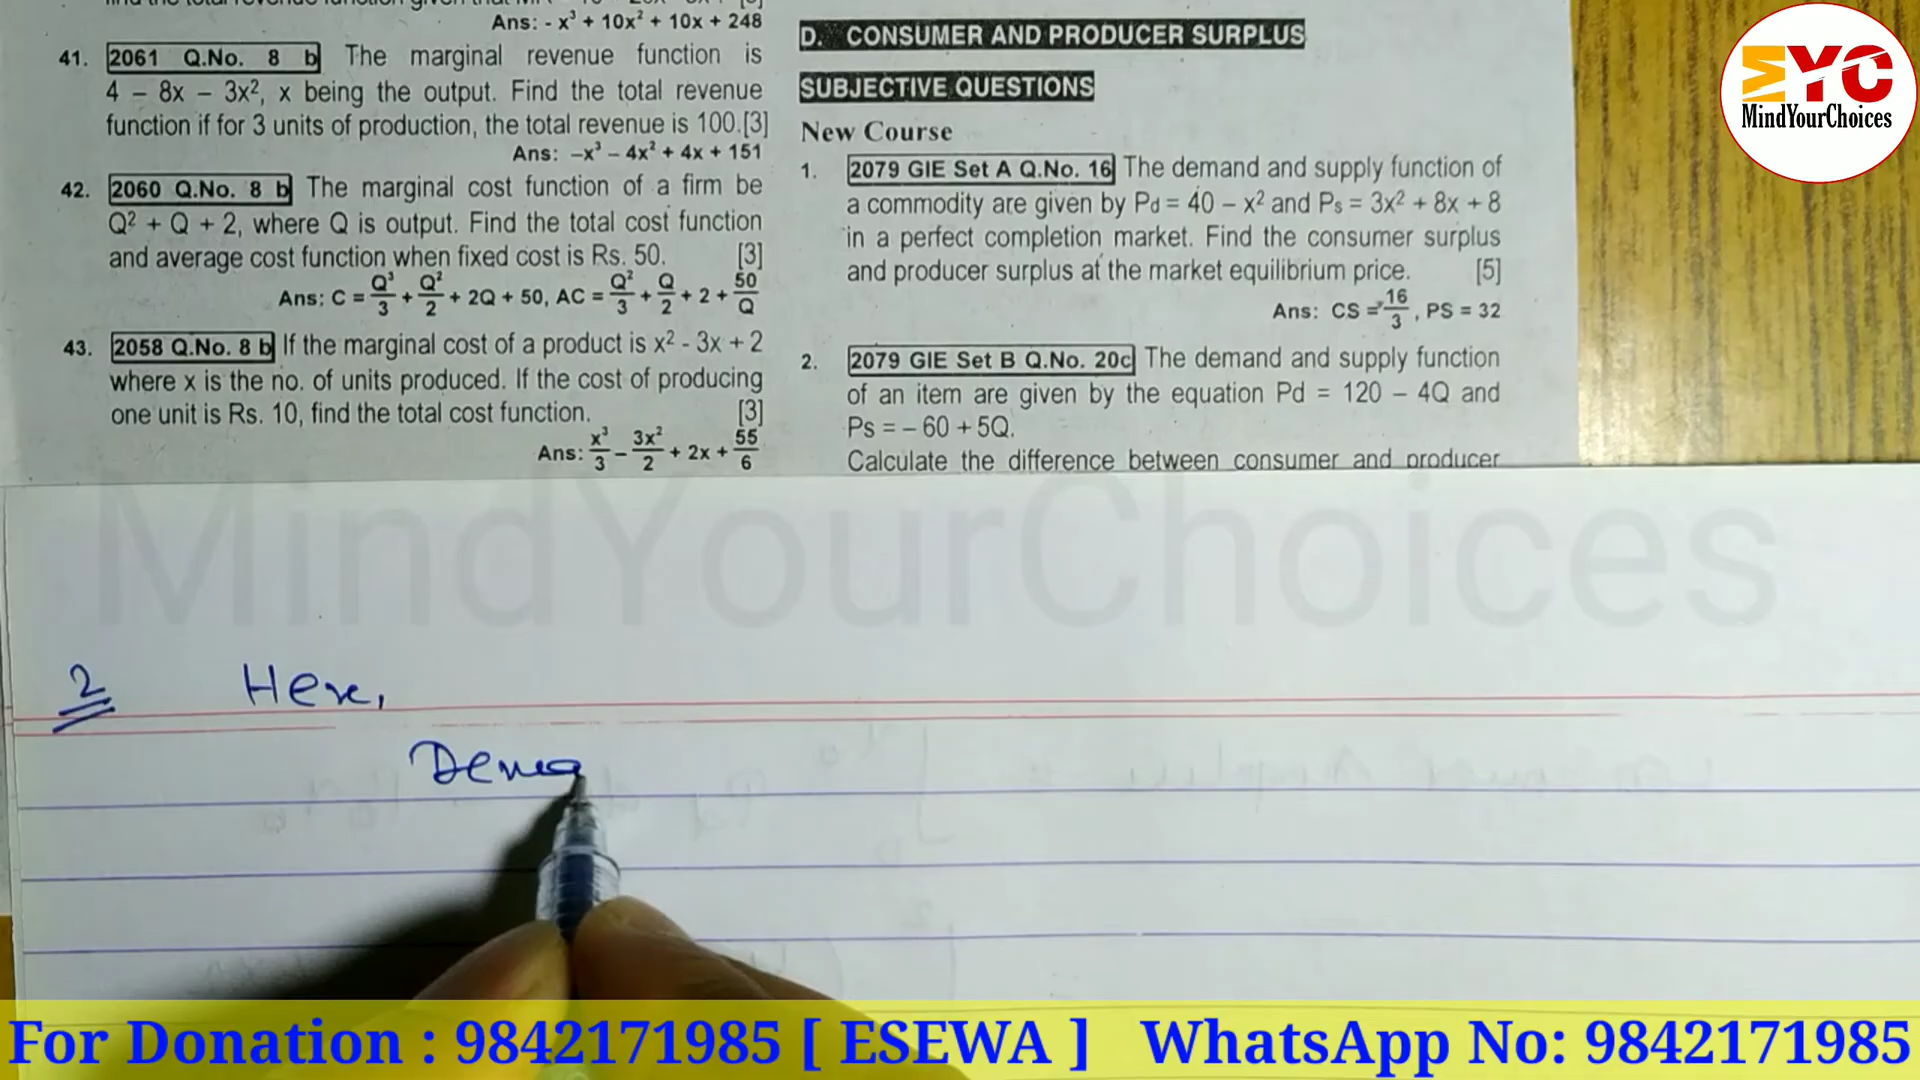 Ans: - x³ + 10x² + 10x + 248
41. 2061 Q.No. 8 b The marginal revenue function is
4 – 8x – 3x², x being the output. Find the total revenue
function if for 3 units of production, the total revenue is 100.[3]
Ans: –x³ – 4x² + 4x + 151
42. 2060 Q.No. 8 b The marginal cost function of a firm be
Q² + Q + 2, where Q is output. Find the total cost function
and average cost function when fixed cost is Rs. 50. [3]
Ans: C = Q³/3 + Q²/2 + 2Q + 50, AC = Q²/3 + Q/2 + 2 + 50/Q
43. 2058 Q.No. 8 b If the marginal cost of a product is x² - 3x + 2
where x is the no. of units produced. If the cost of producing
one unit is Rs. 10, find the total cost function. [3]
Ans: x³/3 – 3x²/2 + 2x + 55/6
D. CONSUMER AND PRODUCER SURPLUS
SUBJECTIVE QUESTIONS
New Course
1. 2079 GIE Set A Q.No. 16 The demand and supply function of
a commodity are given by Pd = 40 – x² and Ps = 3x² + 8x + 8
in a perfect completion market. Find the consumer surplus
and producer surplus at the market equilibrium price. [5]
Ans: CS = 16/3, PS = 32
2. 2079 GIE Set B Q.No. 20c The demand and supply function
of an item are given by the equation Pd = 120 – 4Q and
Ps = – 60 + 5Q.
Calculate the difference between consumer and producer
MYC
MindYourChoices
MindYourChoices
2 Here,
Dema
For Donation : 9842171985 [ ESEWA ] WhatsApp No: 9842171985